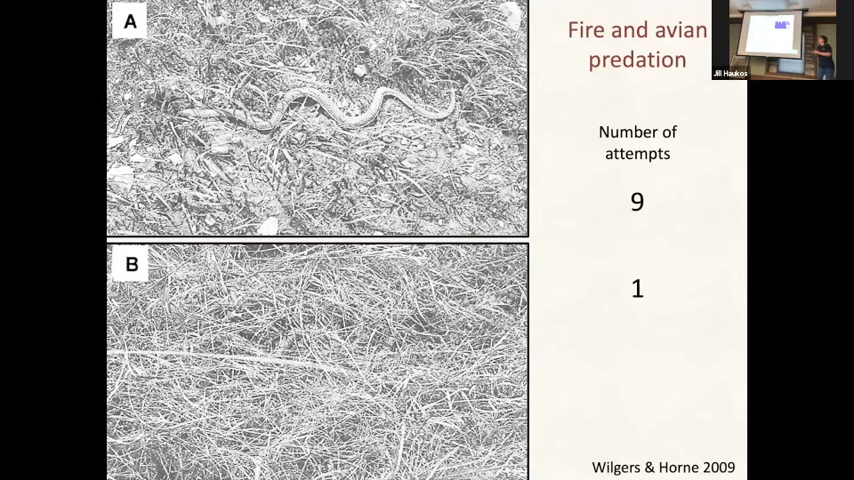 A
Fire and avian
predation
Jill Haukos
Number of
attempts
9
B
1
Wilgers & Horne 2009